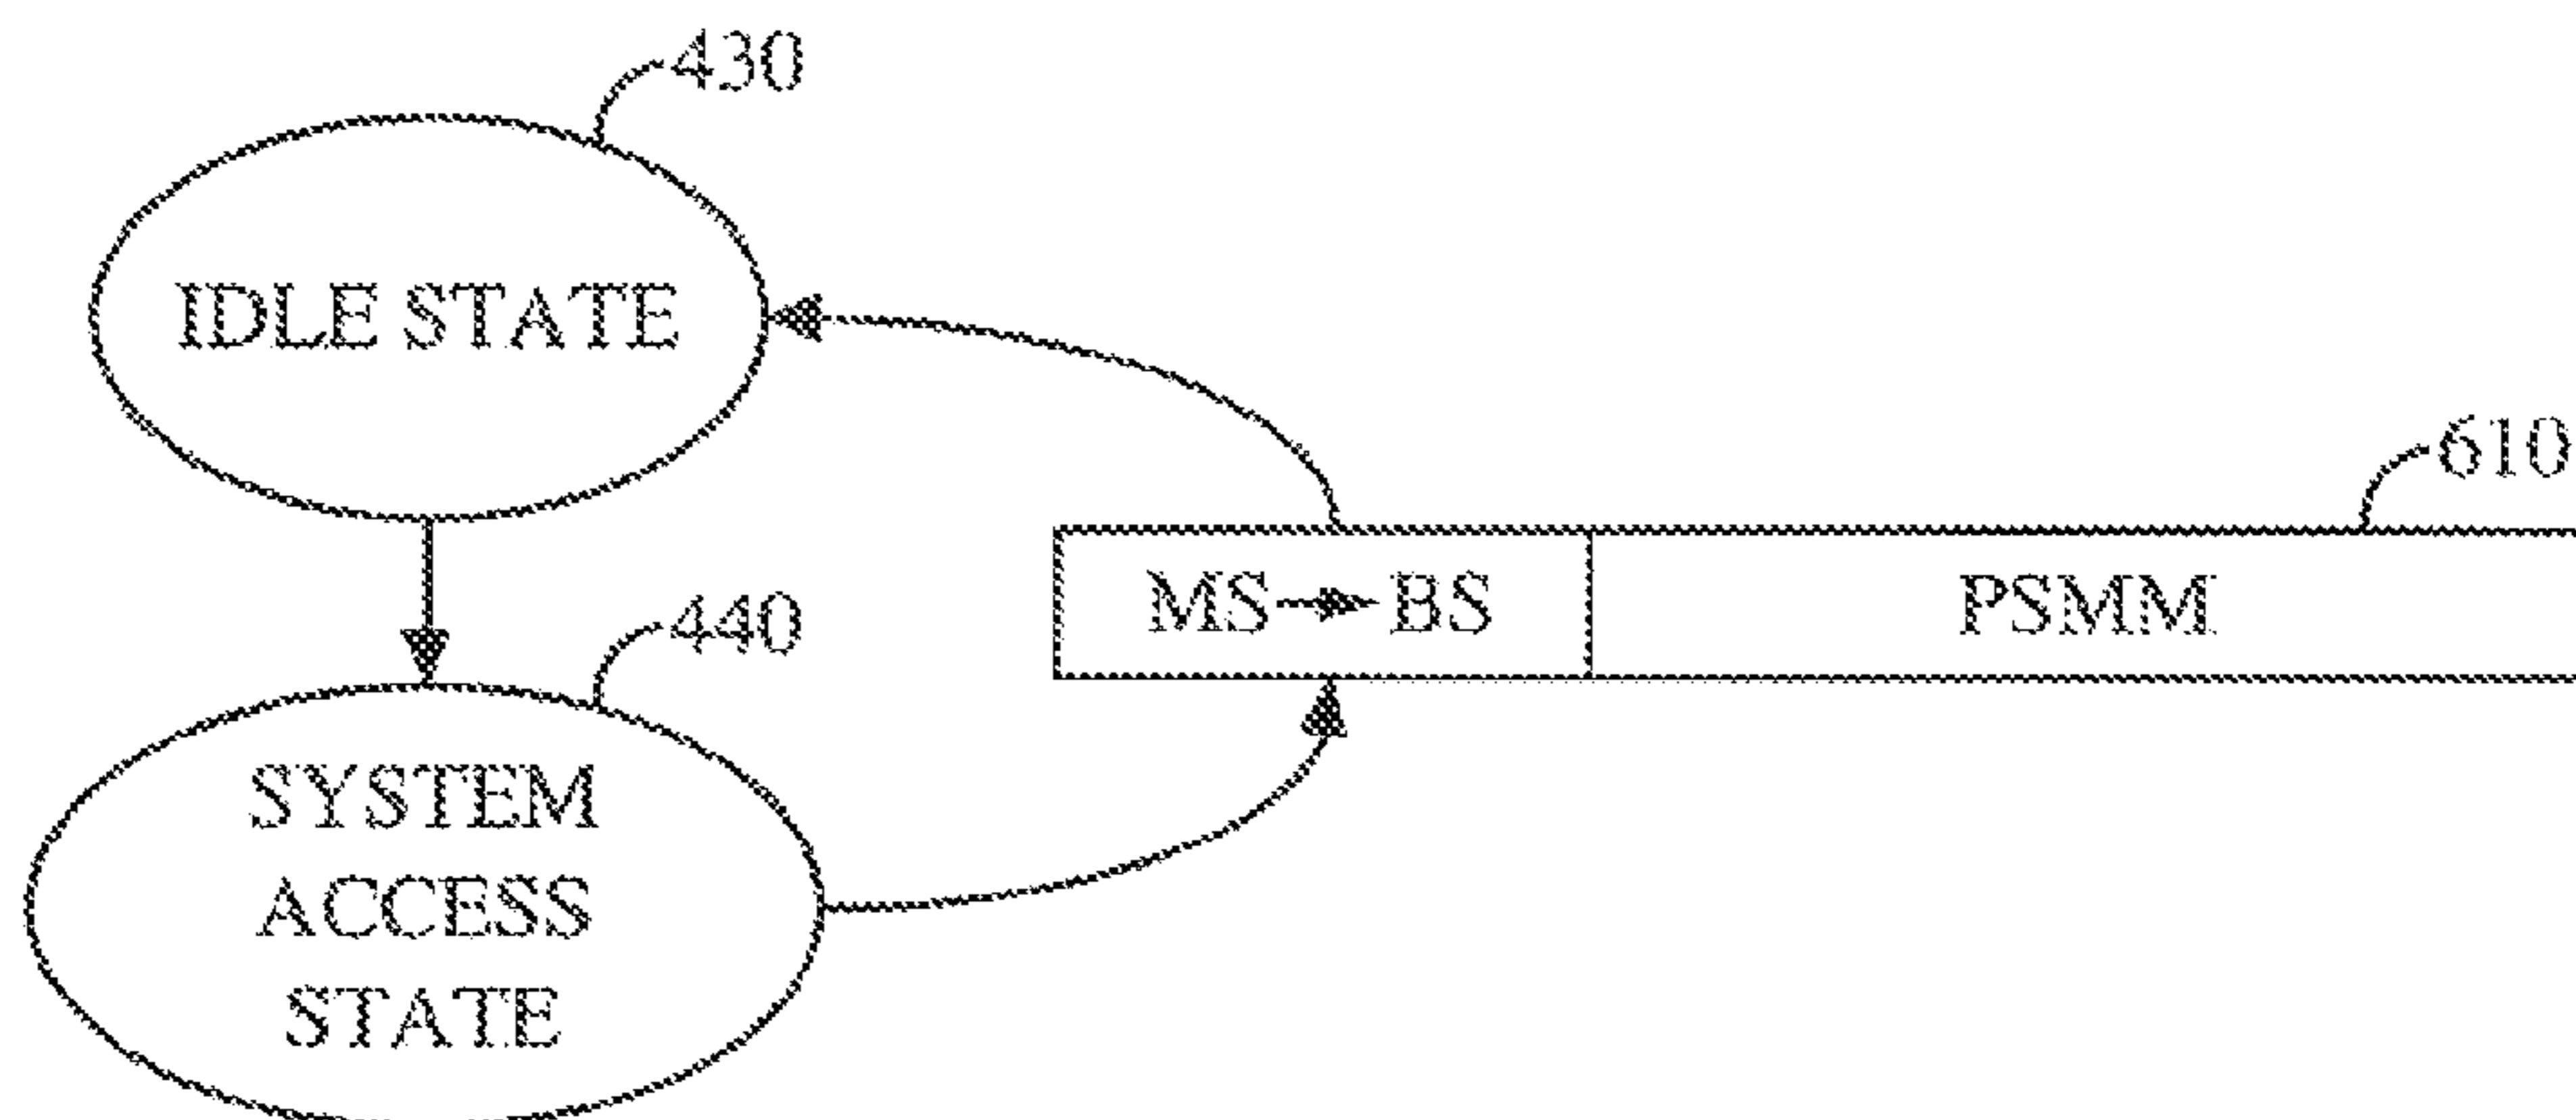 430
IDLE STATE
610
MS→BS
PSMM
440
SYSTEM
ACCESS
STATE